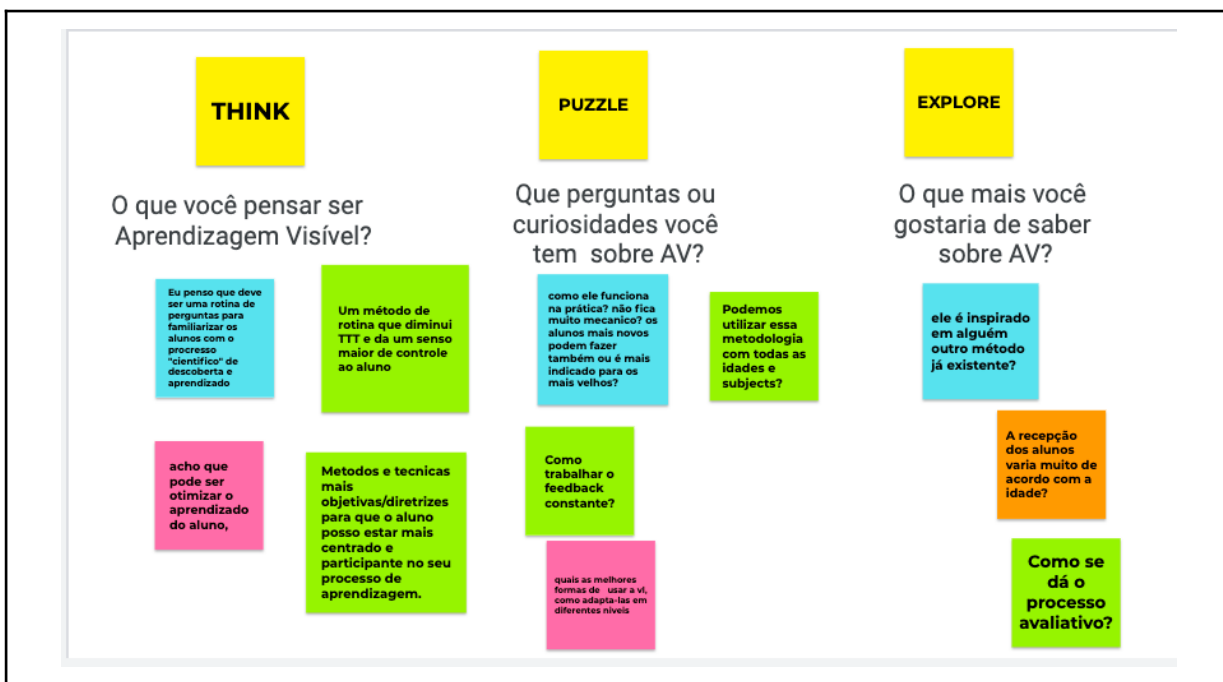 THINK
O que você pensar ser
Aprendizagem Visível?
Eu penso que deve
ser uma rotina de
perguntas para
familiarizar os
alunos com o
procresso
"cientifico" de
descoberta e
aprendizado
Um método de
rotina que diminui
TTT e da um senso
maior de controle
ao aluno
acho que
pode ser
otimizar o
aprendizado
do aluno,
Metodos e tecnicas
mais
objetivas/diretrizes
para que o aluno
posso estar mais
centrado e
participante no seu
processo de
aprendizagem.
PUZZLE
Que perguntas ou
curiosidades você
tem sobre AV?
como ele funciona
na prática? não fica
muito mecanico? os
alunos mais novos
podem fazer
também ou é mais
indicado para os
mais velhos?
Podemos
utilizar essa
metodologia
com todas as
idades e
subjects?
Como
trabalhar o
feedback
constante?
quais as melhores
formas de usar a vl,
como adapta-las em
diferentes niveis
EXPLORE
O que mais você
gostaria de saber
sobre AV?
ele é inspirado
em alguém
outro método
já existente?
A recepção
dos alunos
varia muito de
acordo com a
idade?
Como se
dá o
processo
avaliativo?